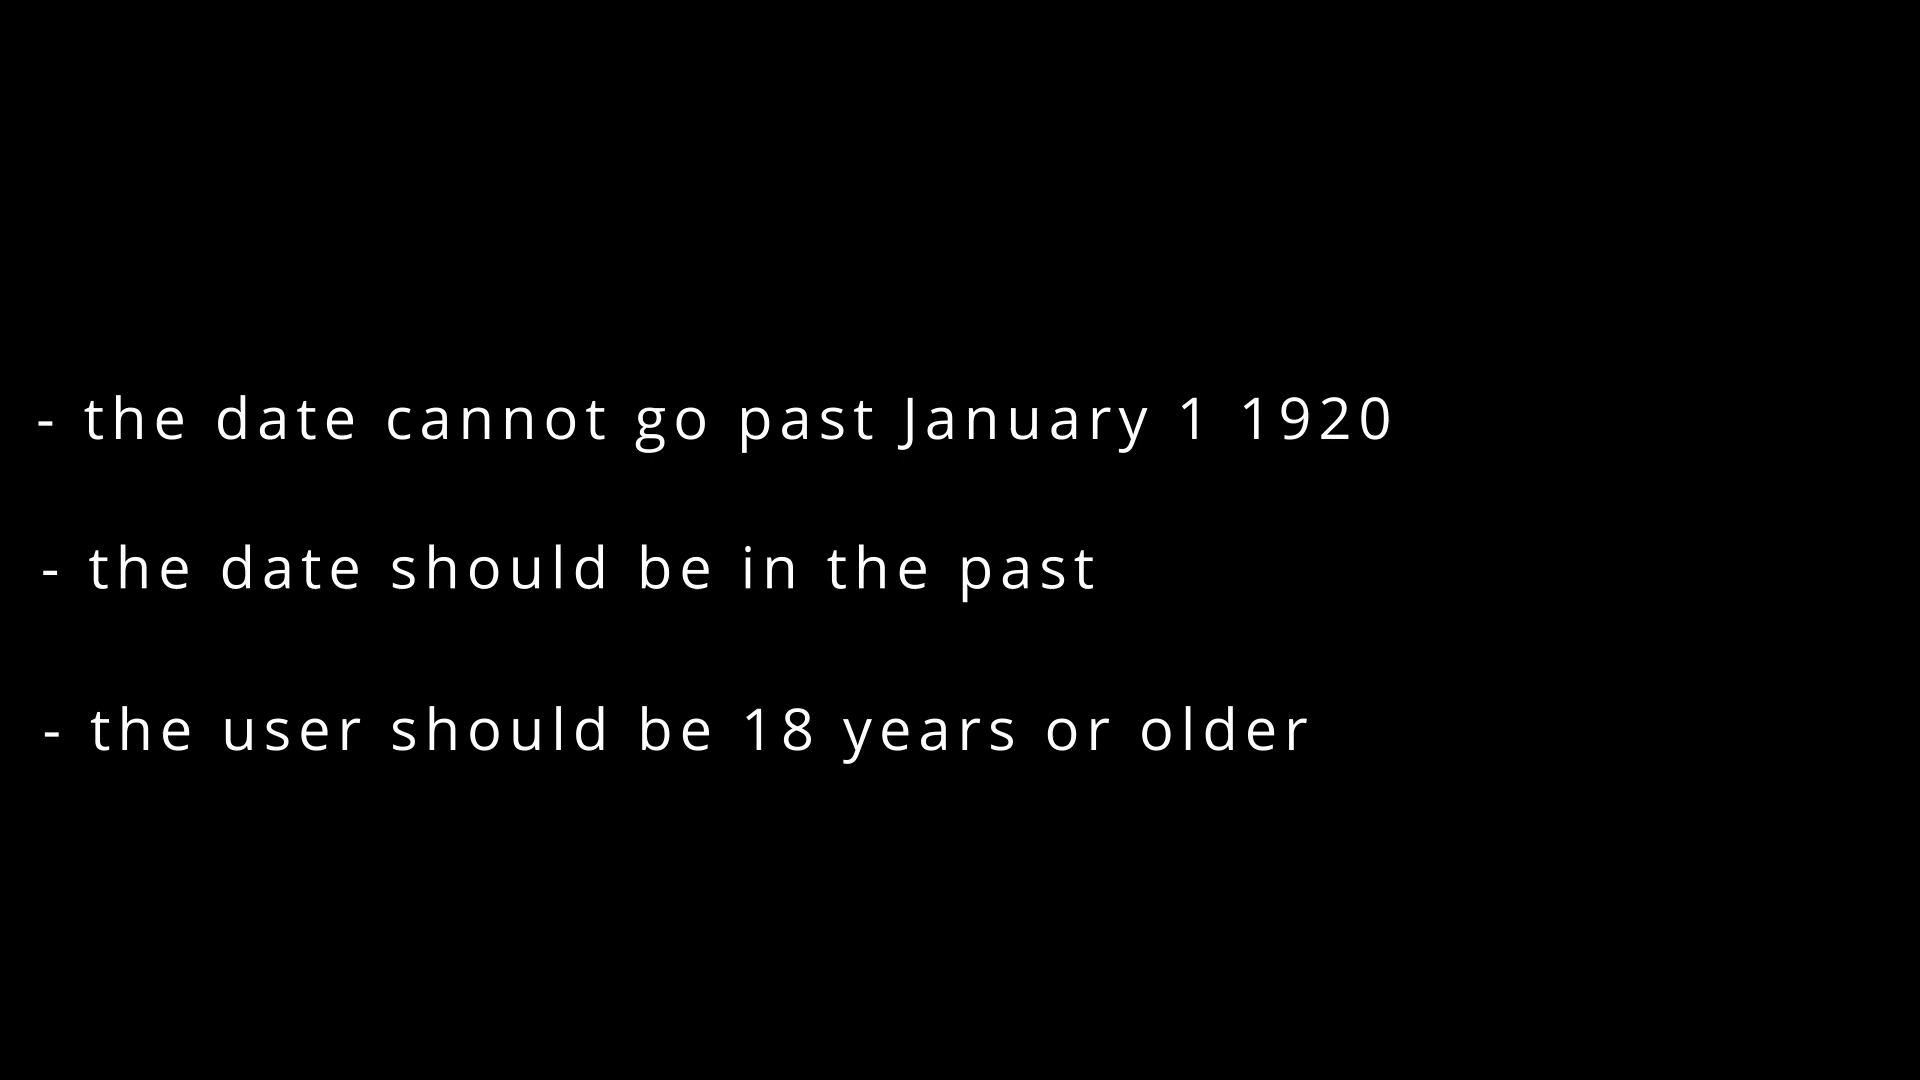 - the date cannot go past January 1 1920
- the date should be in the past
- the user should be 18 years or older